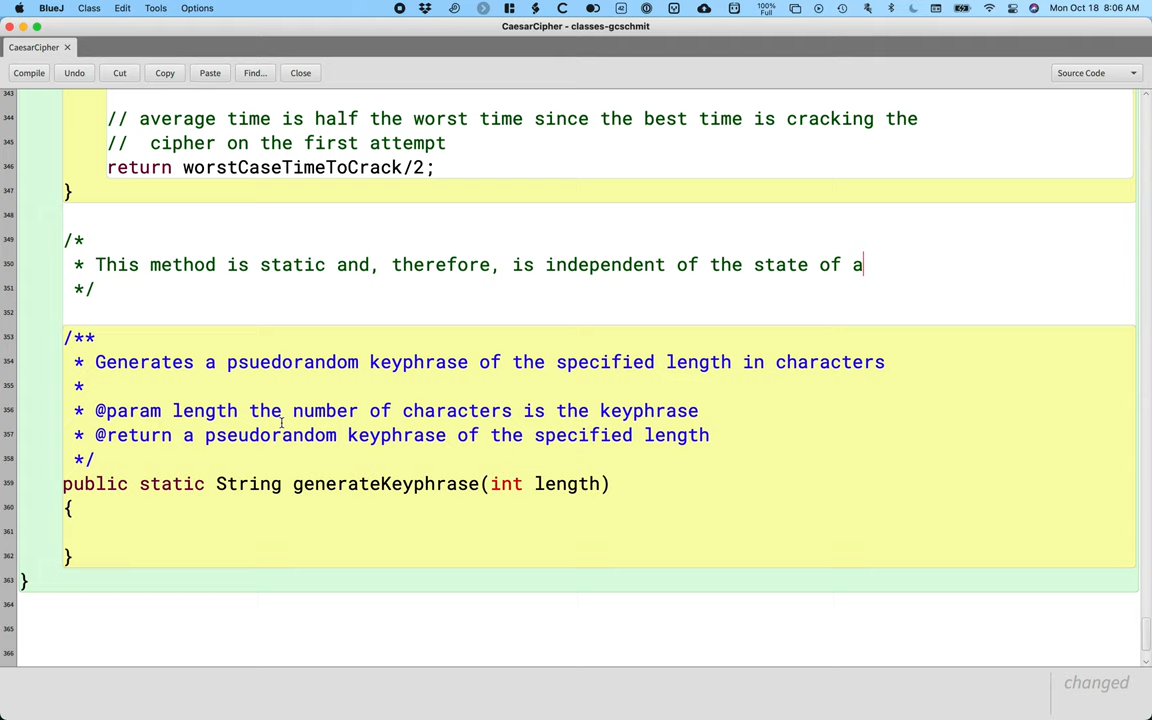 BlueJ Class Edit Tools Options 42 100% Full Mon Oct 18 8:06 AM
CaesarCipher - classes-gcschmit
CaesarCipher ×
Compile Undo Cut Copy Paste Find... Close Source Code
343
344 // average time is half the worst time since the best time is cracking the
345 //  cipher on the first attempt
346 return worstCaseTimeToCrack/2;
347 }
348
349 /*
350 * This method is static and, therefore, is independent of the state of a
351 */
352
353 /**
354 * Generates a psuedorandom keyphrase of the specified length in characters
355 *
356 * @param length the number of characters is the keyphrase
357 * @return a pseudorandom keyphrase of the specified length
358 */
359 public static String generateKeyphrase(int length)
360 {
361
362 }
363 }
364
365
366
changed